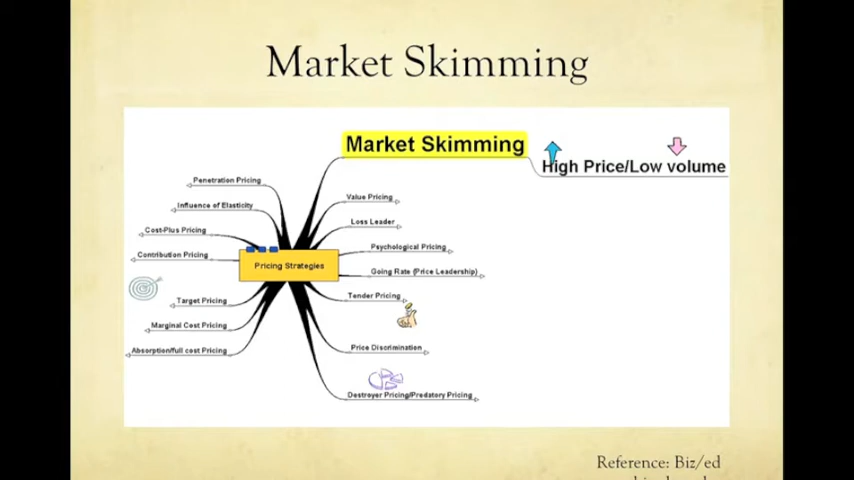 Market Skimming
Market Skimming
High Price/Low volume
Penetration Pricing
Influence of Elasticity
Cost-Plus Pricing
Contribution Pricing
Target Pricing
Marginal Cost Pricing
Absorption/full cost Pricing
Pricing Strategies
Value Pricing
Loss Leader
Psychological Pricing
Going Rate (Price Leadership)
Tender Pricing
Price Discrimination
Destroyer Pricing/Predatory Pricing
Reference: Biz/ed